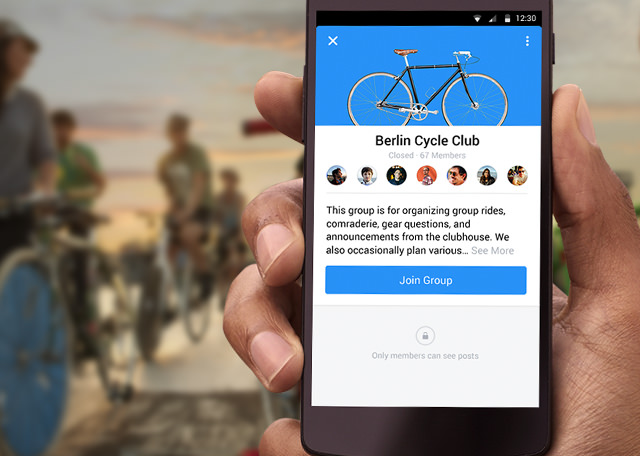 12:30
Berlin Cycle Club
Closed · 67 Members
This group is for organizing group rides,
comraderie, gear questions, and
announcements from the clubhouse. We
also occasionally plan various... See More
Join Group
Only members can see posts